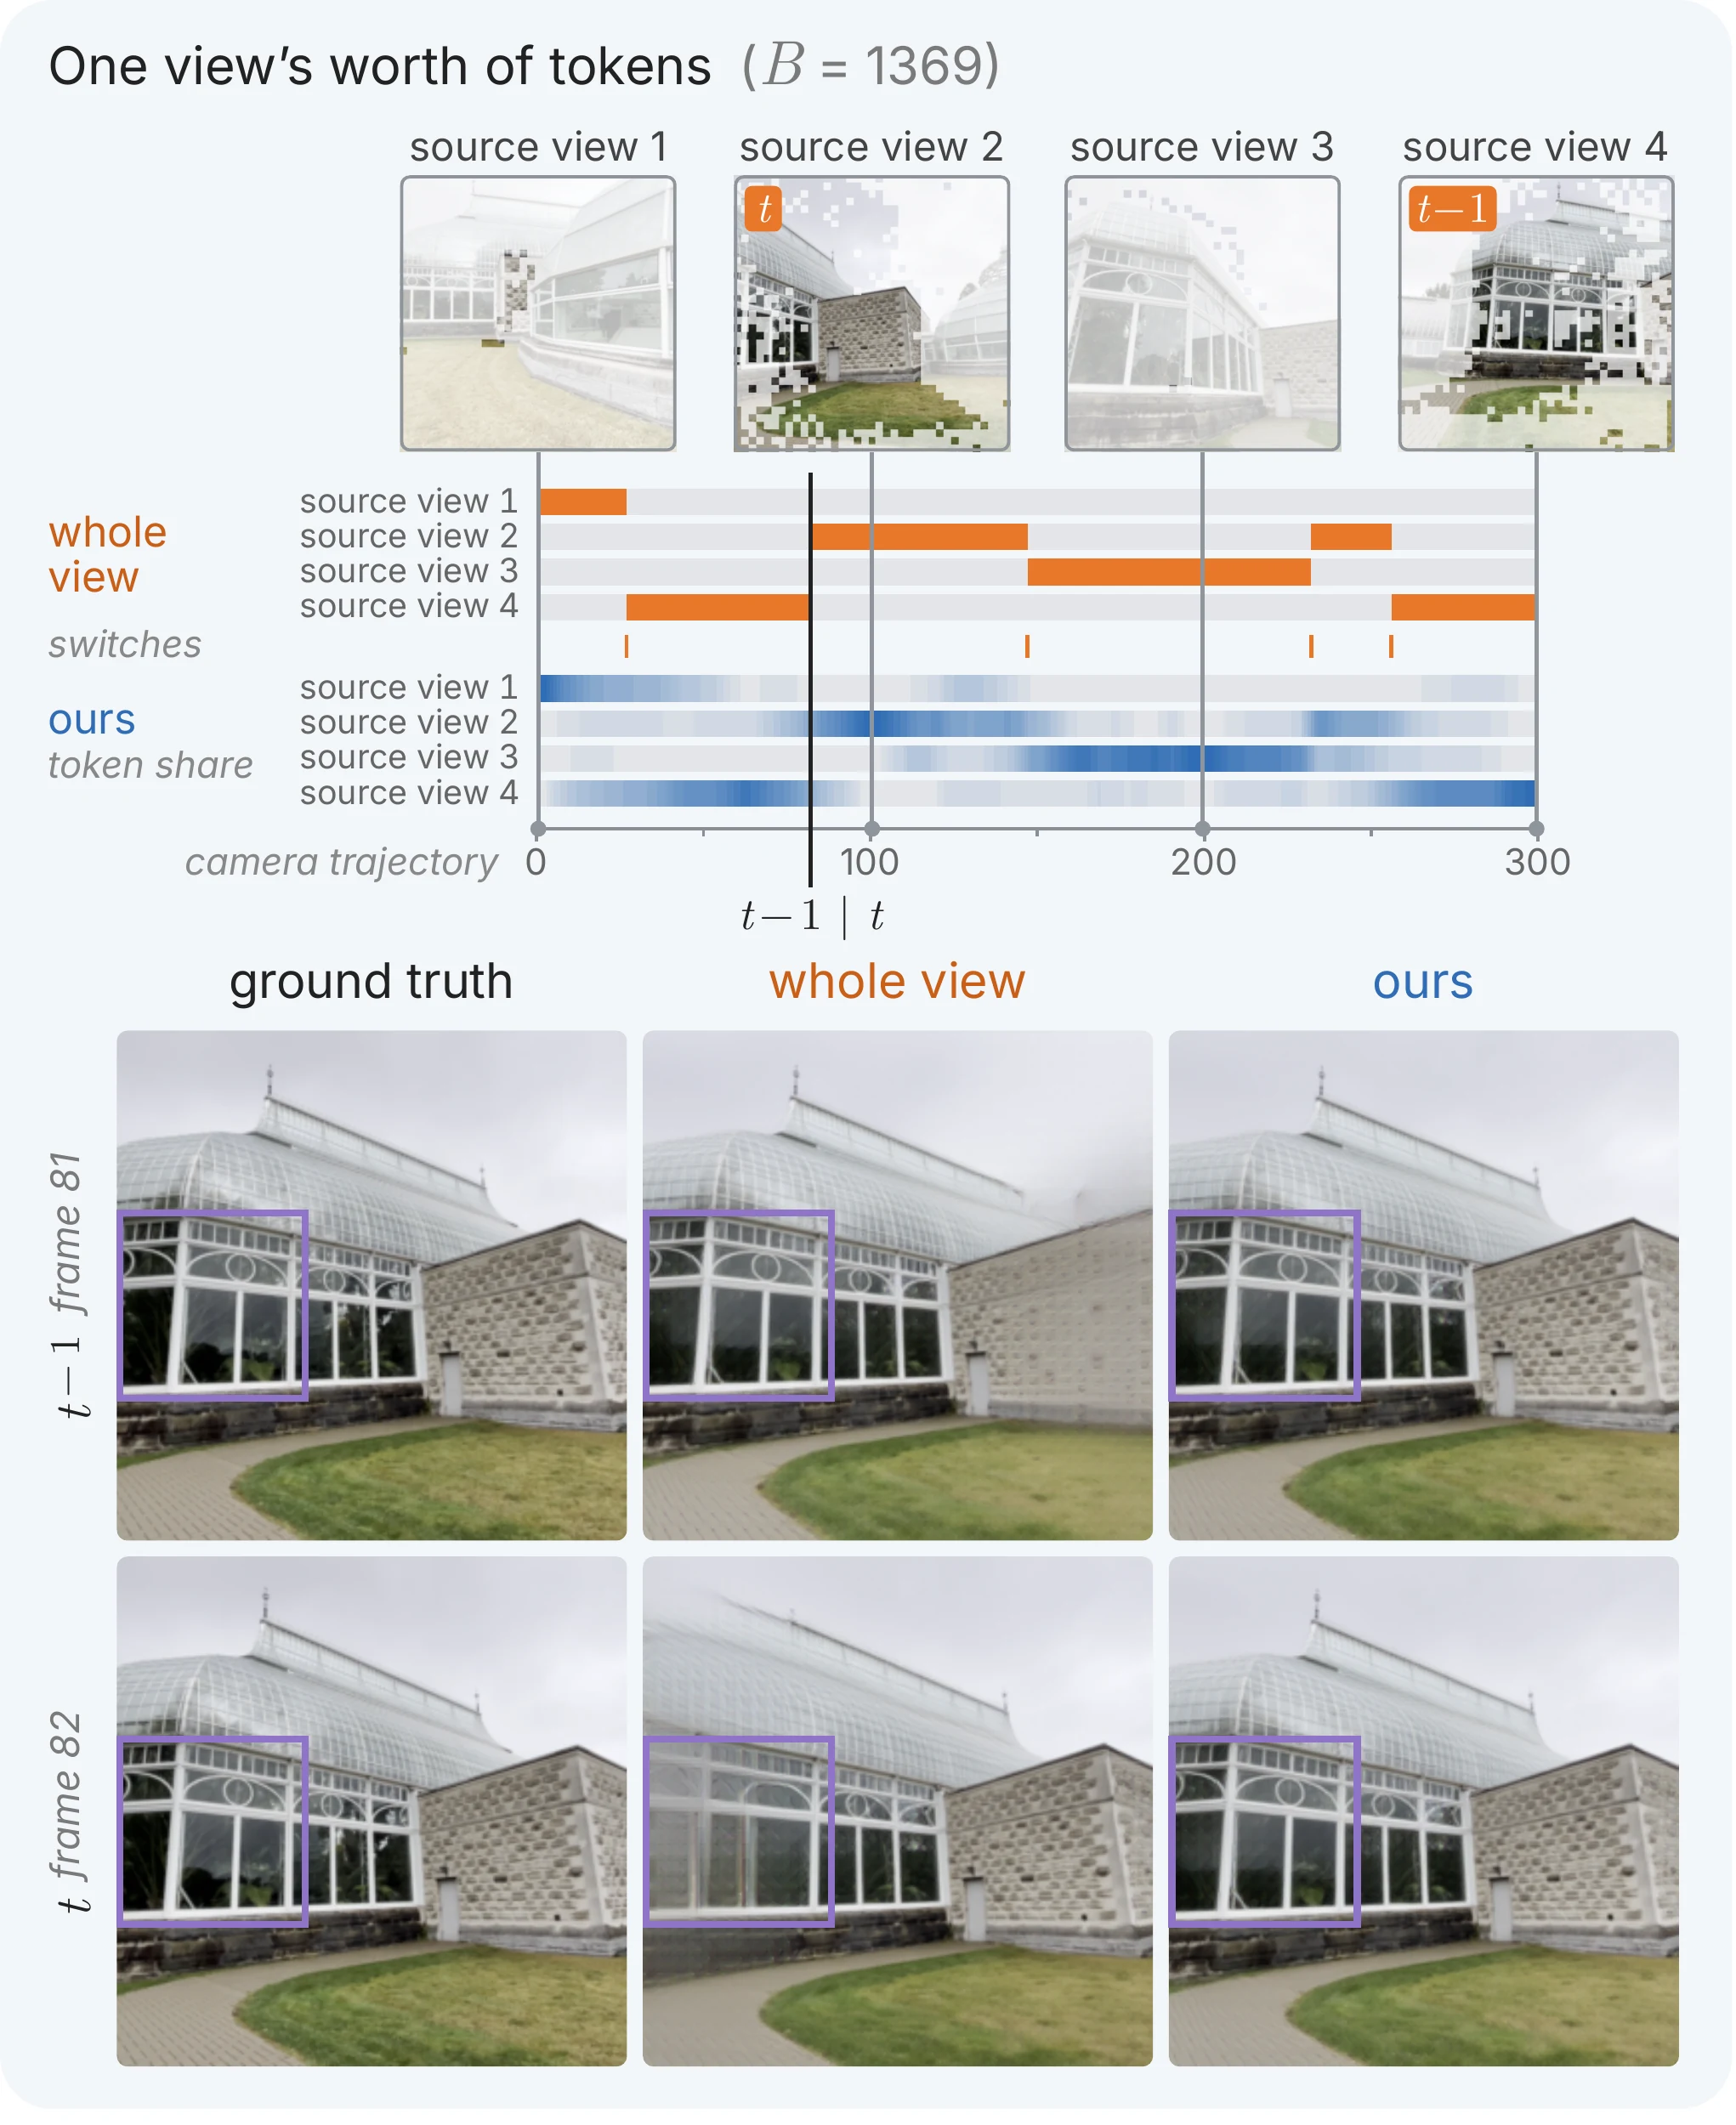 One view’s worth of tokens (B = 1369)
source view 1
source view 2
source view 3
source view 4
t
t−1
whole view
source view 1
source view 2
source view 3
source view 4
switches
ours
token share
source view 1
source view 2
source view 3
source view 4
camera trajectory
0
100
200
300
t−1 | t
ground truth
whole view
ours
t−1 frame 81
t frame 82